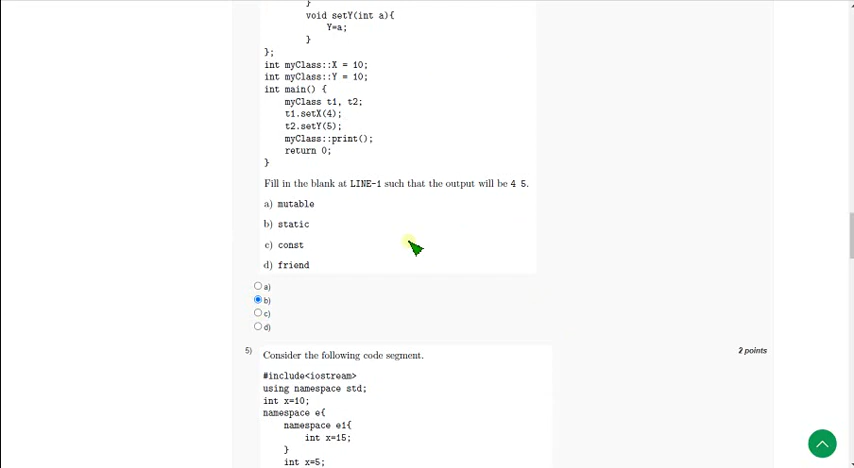 }
void setY(int a){
Y=a;
}
};
int myClass::X = 10;
int myClass::Y = 10;
int main() {
myClass t1, t2;
t1.setX(4);
t2.setY(5);
myClass::print();
return 0;
}
Fill in the blank at LINE-1 such that the output will be 4 5.
a) mutable
b) static
c) const
d) friend
a)
b)
c)
d)
5) Consider the following code segment. 2 points
#include<iostream>
using namespace std;
int x=10;
namespace e{
namespace e1{
int x=15;
}
int x=5;